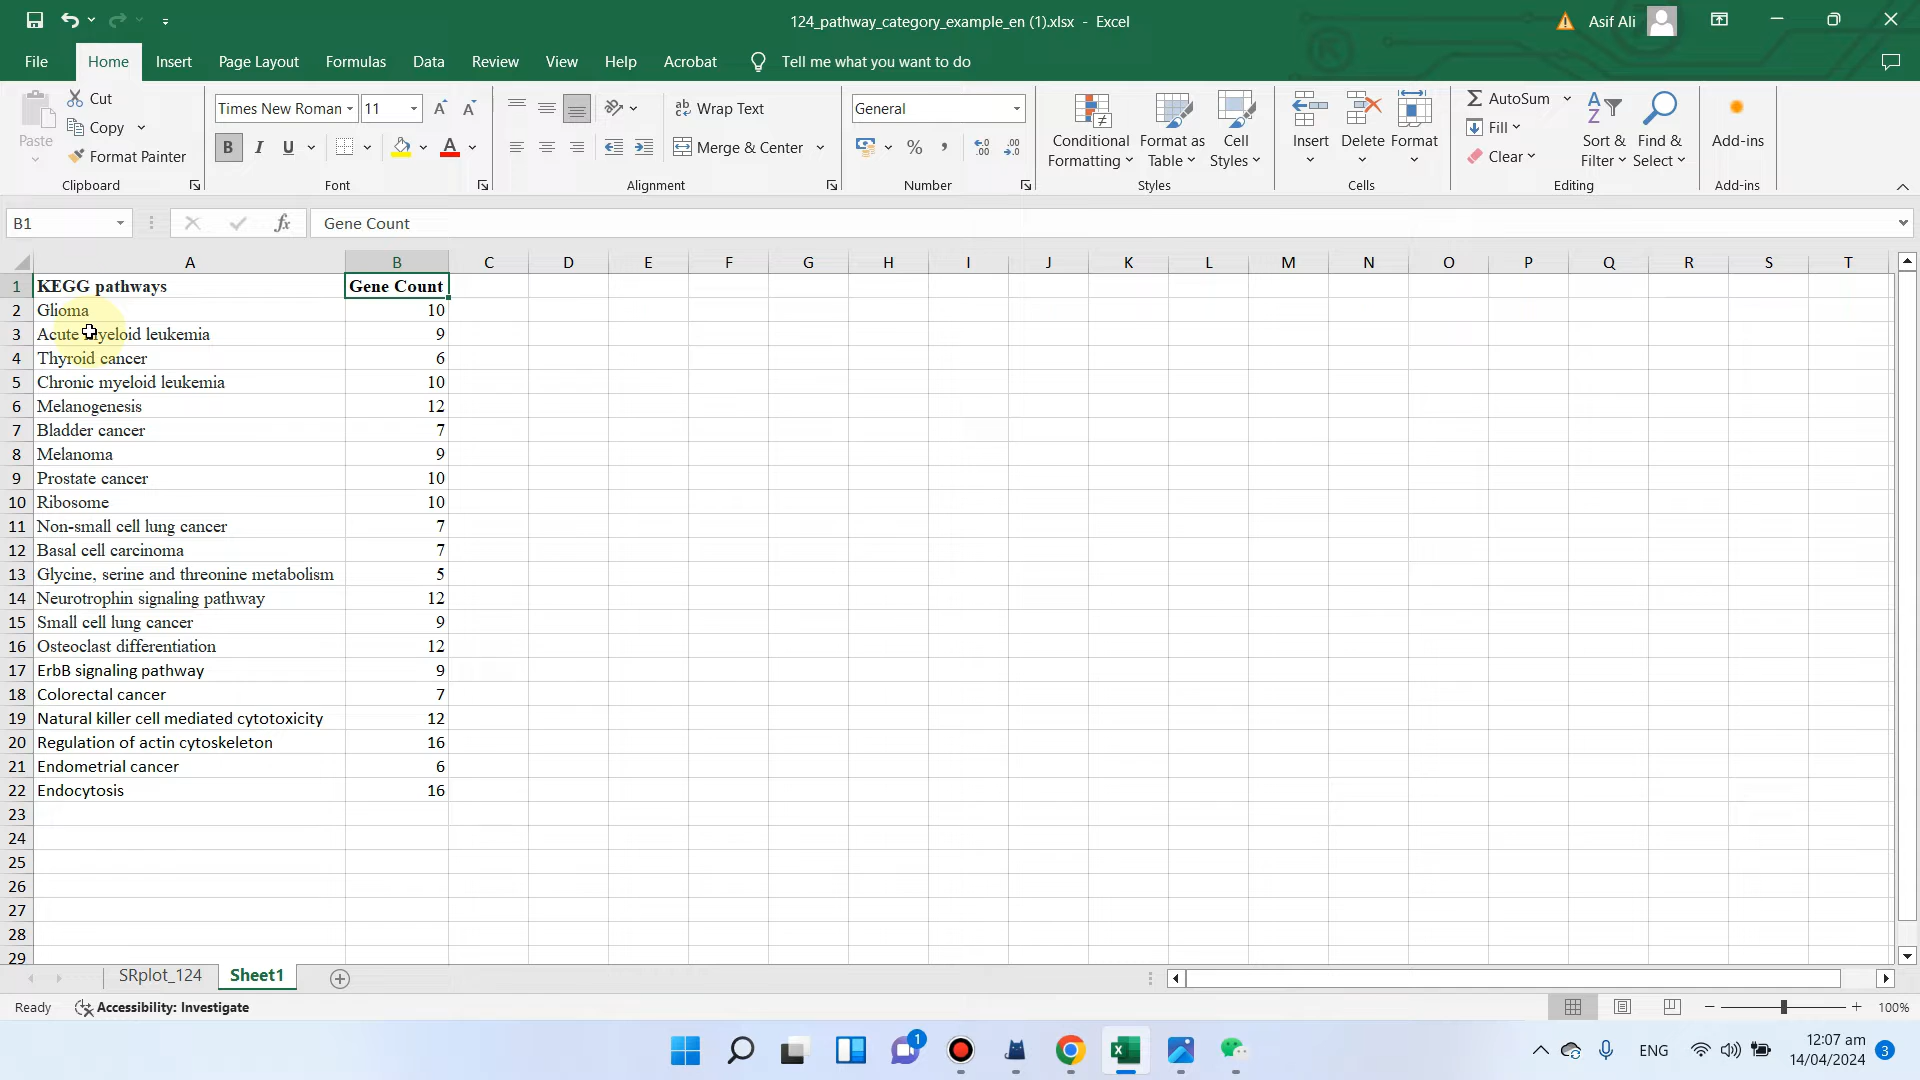 124_pathway_category_example_en (1).xlsx - Excel
Asif Ali
File Home Insert Page Layout Formulas Data Review View Help Acrobat Tell me what you want to do
Paste
Cut
Copy
Format Painter
Clipboard
Times New Roman 11
B I U
Font
Wrap Text
Merge & Center
Alignment
General
Number
Conditional Formatting
Format as Table
Cell Styles
Styles
Insert Delete Format
Cells
AutoSum
Fill
Clear
Sort & Filter
Find & Select
Editing
Add-ins
Add-ins
B1 fx Gene Count
A B C D E F G H I J K L M N O P Q R S T
1 KEGG pathways Gene Count
2 Glioma 10
3 Acute myeloid leukemia 9
4 Thyroid cancer 6
5 Chronic myeloid leukemia 10
6 Melanogenesis 12
7 Bladder cancer 7
8 Melanoma 9
9 Prostate cancer 10
10 Ribosome 10
11 Non-small cell lung cancer 7
12 Basal cell carcinoma 7
13 Glycine, serine and threonine metabolism 5
14 Neurotrophin signaling pathway 12
15 Small cell lung cancer 9
16 Osteoclast differentiation 12
17 ErbB signaling pathway 9
18 Colorectal cancer 7
19 Natural killer cell mediated cytotoxicity 12
20 Regulation of actin cytoskeleton 16
21 Endometrial cancer 6
22 Endocytosis 16
23
24
25
26
27
28
29
SRplot_124 Sheet1
Ready Accessibility: Investigate 100%
1 ENG 12:07 am 3
14/04/2024